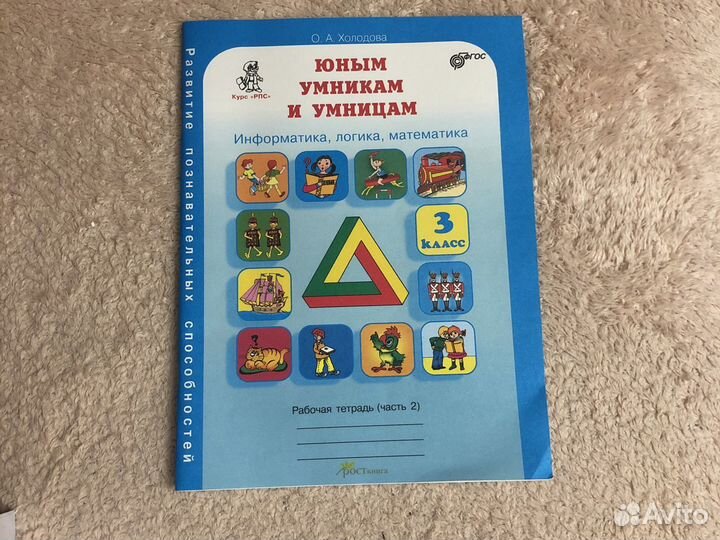 О. А. Холодова
ЮНЫМ
УМНИКАМ
И УМНИЦАМ
Курс «РПС»
ФГОС
Информатика, логика, математика
3
КЛАСС
?
Рабочая тетрадь (часть 2)
РОСТкнига
Развитие познавательных способностей
Avito